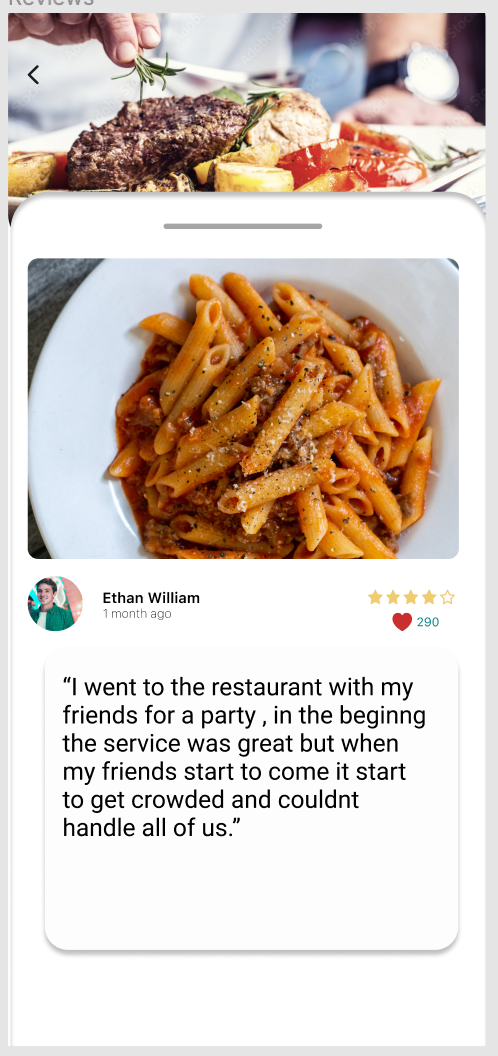 Reviews
Ethan William
1 month ago
290
“I went to the restaurant with my
friends for a party , in the beginng
the service was great but when
my friends start to come it start
to get crowded and couldnt
handle all of us.”